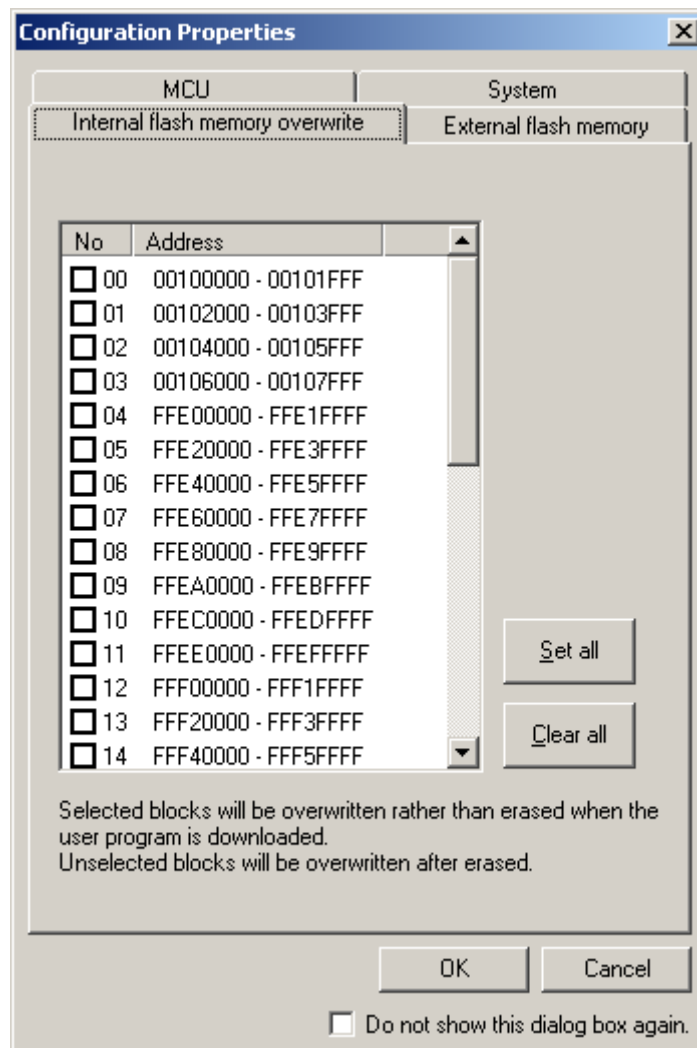 Configuration Properties
MCU
System
Internal flash memory overwrite
External flash memory
No Address
00 00100000 - 00101FFF
01 00102000 - 00103FFF
02 00104000 - 00105FFF
03 00106000 - 00107FFF
04 FFE00000 - FFE1FFFF
05 FFE20000 - FFE3FFFF
06 FFE40000 - FFE5FFFF
07 FFE60000 - FFE7FFFF
08 FFE80000 - FFE9FFFF
09 FFEA0000 - FFEBFFFF
10 FFEC0000 - FFEDFFFF
11 FFEE0000 - FFEFFFFF
12 FFF00000 - FFF1FFFF
13 FFF20000 - FFF3FFFF
14 FFF40000 - FFF5FFFF
Set all
Clear all
Selected blocks will be overwritten rather than erased when the
user program is downloaded.
Unselected blocks will be overwritten after erased.
OK
Cancel
Do not show this dialog box again.